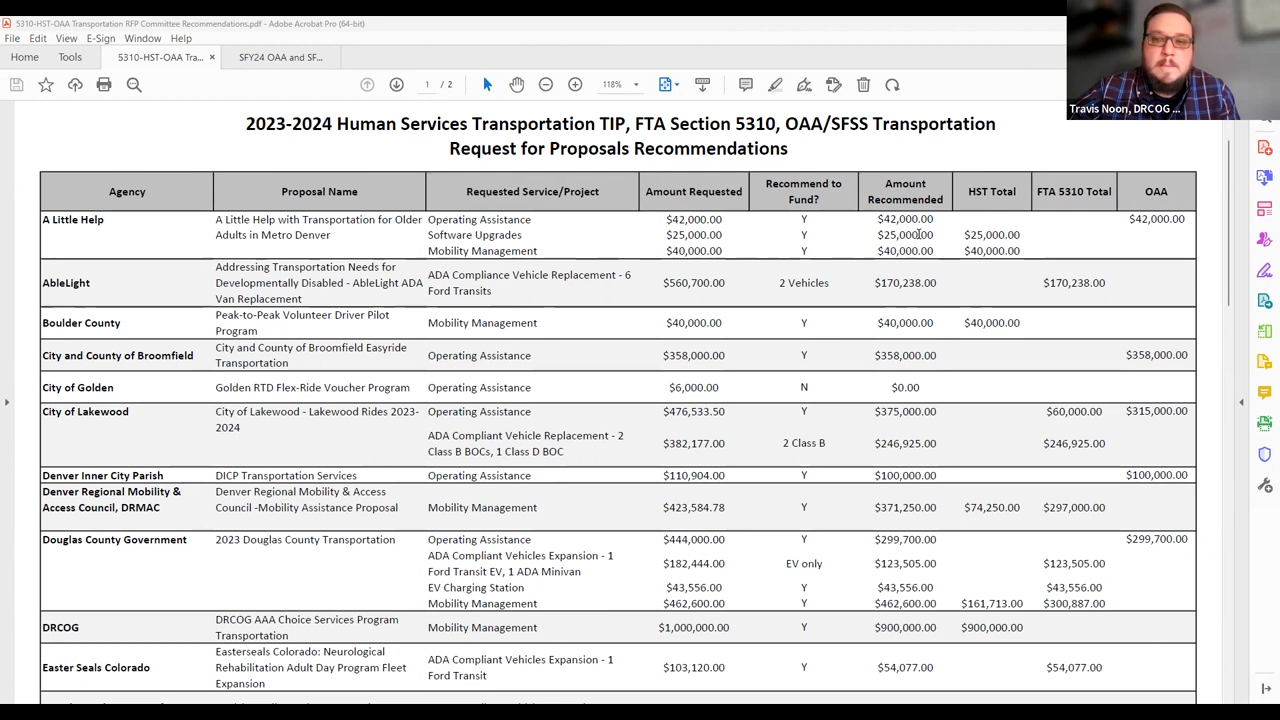 5310-HST-OAA Transportation RFP Committee Recommendations.pdf - Adobe Acrobat Pro (64-bit)
File Edit View E-Sign Window Help
Home Tools 5310-HST-OAA Tra... × SFY24 OAA and SF...
1 / 2 118%
Travis Noon, DRCOG ...
2023-2024 Human Services Transportation TIP, FTA Section 5310, OAA/SFSS Transportation
Request for Proposals Recommendations
Agency Proposal Name Requested Service/Project Amount Requested Recommend to Fund? Amount Recommended HST Total FTA 5310 Total OAA
A Little Help A Little Help with Transportation for Older Operating Assistance $42,000.00 Y $42,000.00 $42,000.00
Adults in Metro Denver Software Upgrades $25,000.00 Y $25,000.00 $25,000.00
Mobility Management $40,000.00 Y $40,000.00 $40,000.00
Addressing Transportation Needs for
Developmentally Disabled - AbleLight ADA
Van Replacement
AbleLight ADA Compliance Vehicle Replacement - 6
Ford Transits $560,700.00 2 Vehicles $170,238.00 $170,238.00
Peak-to-Peak Volunteer Driver Pilot
Program
Boulder County Mobility Management $40,000.00 Y $40,000.00 $40,000.00
City and County of Broomfield Easyride
Transportation
City and County of Broomfield Operating Assistance $358,000.00 Y $358,000.00 $358,000.00
City of Golden Golden RTD Flex-Ride Voucher Program Operating Assistance $6,000.00 N $0.00
City of Lakewood City of Lakewood - Lakewood Rides 2023- Operating Assistance $476,533.50 Y $375,000.00 $60,000.00 $315,000.00
2024
ADA Compliant Vehicle Replacement - 2
Class B BOCs, 1 Class D BOC $382,177.00 2 Class B $246,925.00 $246,925.00
Denver Inner City Parish DICP Transportation Services Operating Assistance $110,904.00 Y $100,000.00 $100,000.00
Denver Regional Mobility & Denver Regional Mobility & Access
Access Council, DRMAC Council -Mobility Assistance Proposal Mobility Management $423,584.78 Y $371,250.00 $74,250.00 $297,000.00
Douglas County Government 2023 Douglas County Transportation Operating Assistance $444,000.00 Y $299,700.00 $299,700.00
ADA Compliant Vehicles Expansion - 1
Ford Transit EV, 1 ADA Minivan $182,444.00 EV only $123,505.00 $123,505.00
EV Charging Station $43,556.00 Y $43,556.00 $43,556.00
Mobility Management $462,600.00 Y $462,600.00 $161,713.00 $300,887.00
DRCOG AAA Choice Services Program
Transportation
DRCOG Mobility Management $1,000,000.00 Y $900,000.00 $900,000.00
Easterseals Colorado: Neurological
Rehabilitation Adult Day Program Fleet
Expansion
Easter Seals Colorado ADA Compliant Vehicles Expansion - 1
Ford Transit $103,120.00 Y $54,077.00 $54,077.00